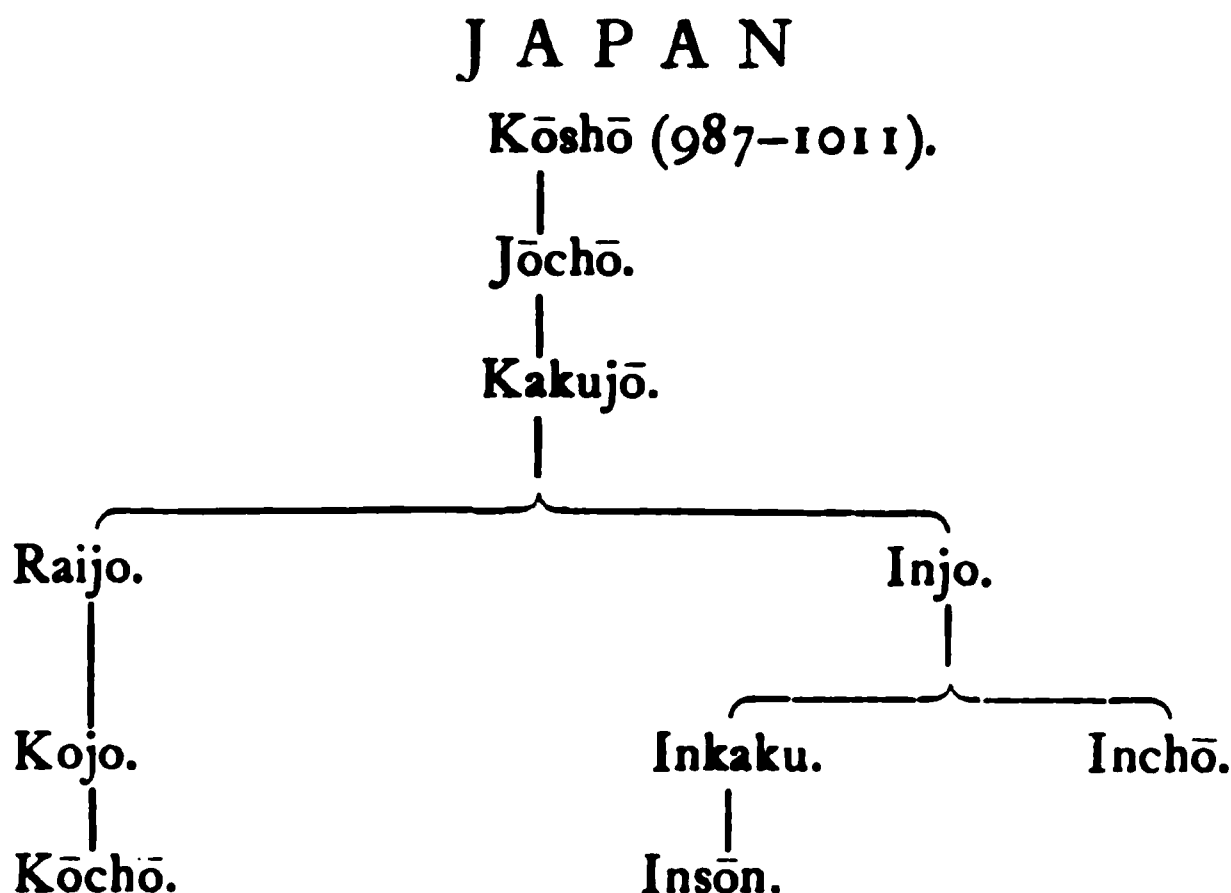 JAPAN
Kōshō (987–1011).
Jōchō.
Kakujō.
Raijo. Injo.
Kojo. Inkaku. Inchō.
Kōchō. Insōn.